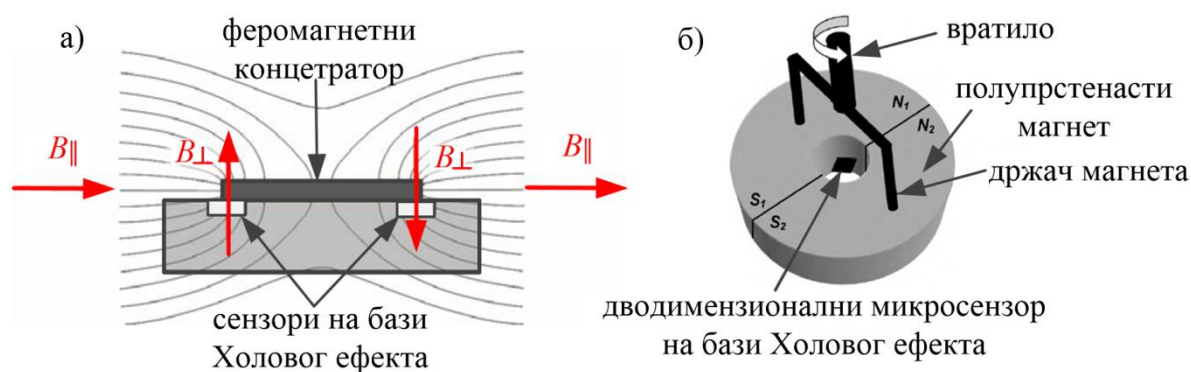 а)
феромагнетни
концетратор
B∥
B⊥
B⊥
B∥
сензори на бази
Холовог ефекта
б)
вратило
полупрстенасти
магнет
држач магнета
N₁
N₂
S₁
S₂
дводимензионални микросензор
на бази Холовог ефекта